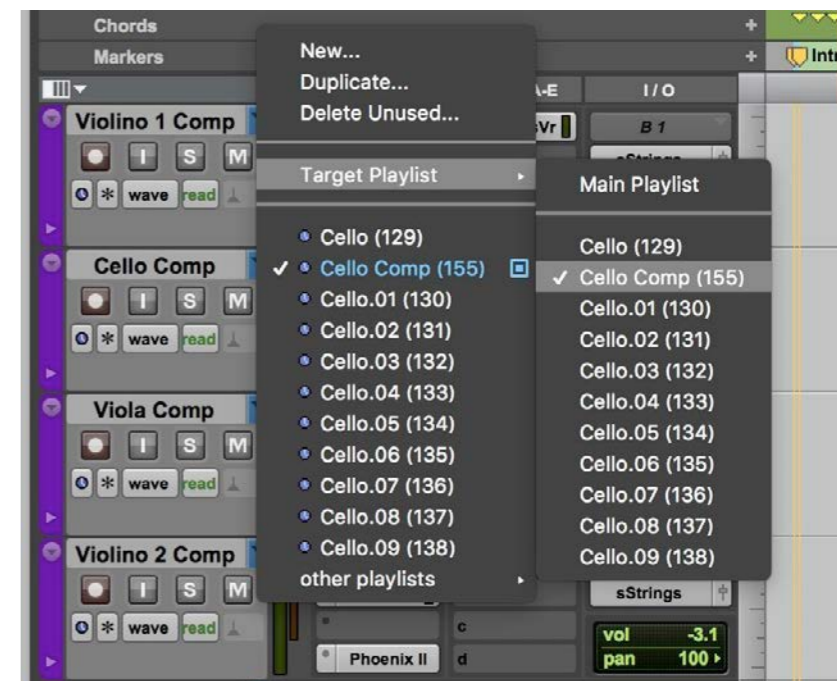 Chords
Markers
Intr
New...
Duplicate...
Delete Unused...
Target Playlist
Cello (129)
Cello Comp (155)
Cello.01 (130)
Cello.02 (131)
Cello.03 (132)
Cello.04 (133)
Cello.05 (134)
Cello.06 (135)
Cello.07 (136)
Cello.08 (137)
Cello.09 (138)
other playlists
Main Playlist
Cello (129)
Cello Comp (155)
Cello.01 (130)
Cello.02 (131)
Cello.03 (132)
Cello.04 (133)
Cello.05 (134)
Cello.06 (135)
Cello.07 (136)
Cello.08 (137)
Cello.09 (138)
A-E
I / O
Violino 1 Comp
I S M
wave read
sVr
B 1
Cello Comp
I S M
wave read
Viola Comp
I S M
wave read
Violino 2 Comp
I S M
wave read
c
Phoenix II d
sStrings
vol -3.1
pan 100